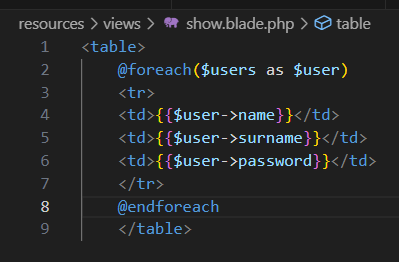 resources > views > show.blade.php > table
1 <table>
2 @foreach($users as $user)
3 <tr>
4 <td>{{$user->name}}</td>
5 <td>{{$user->surname}}</td>
6 <td>{{$user->password}}</td>
7 </tr>
8 @endforeach
9 </table>